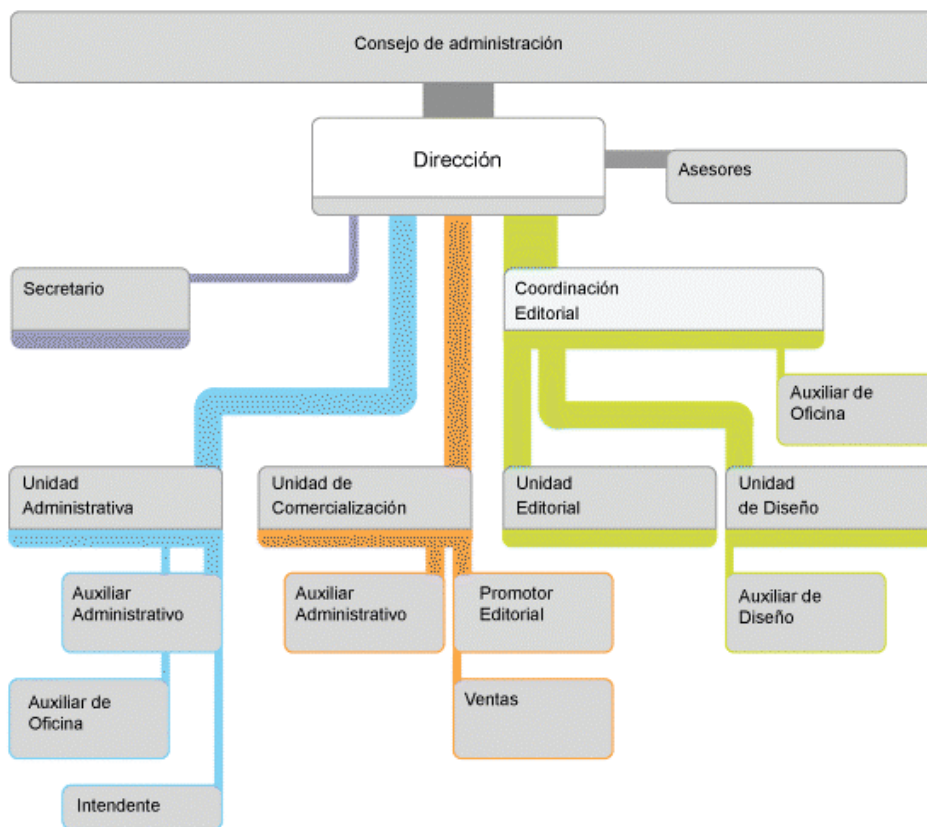 Consejo de administración
Dirección
Asesores
Secretario
Coordinación
Editorial
Auxiliar de
Oficina
Unidad
Administrativa
Unidad de
Comercialización
Unidad
Editorial
Unidad
de Diseño
Auxiliar
Administrativo
Auxiliar
Administrativo
Promotor
Editorial
Auxiliar de
Diseño
Auxiliar de
Oficina
Ventas
Intendente